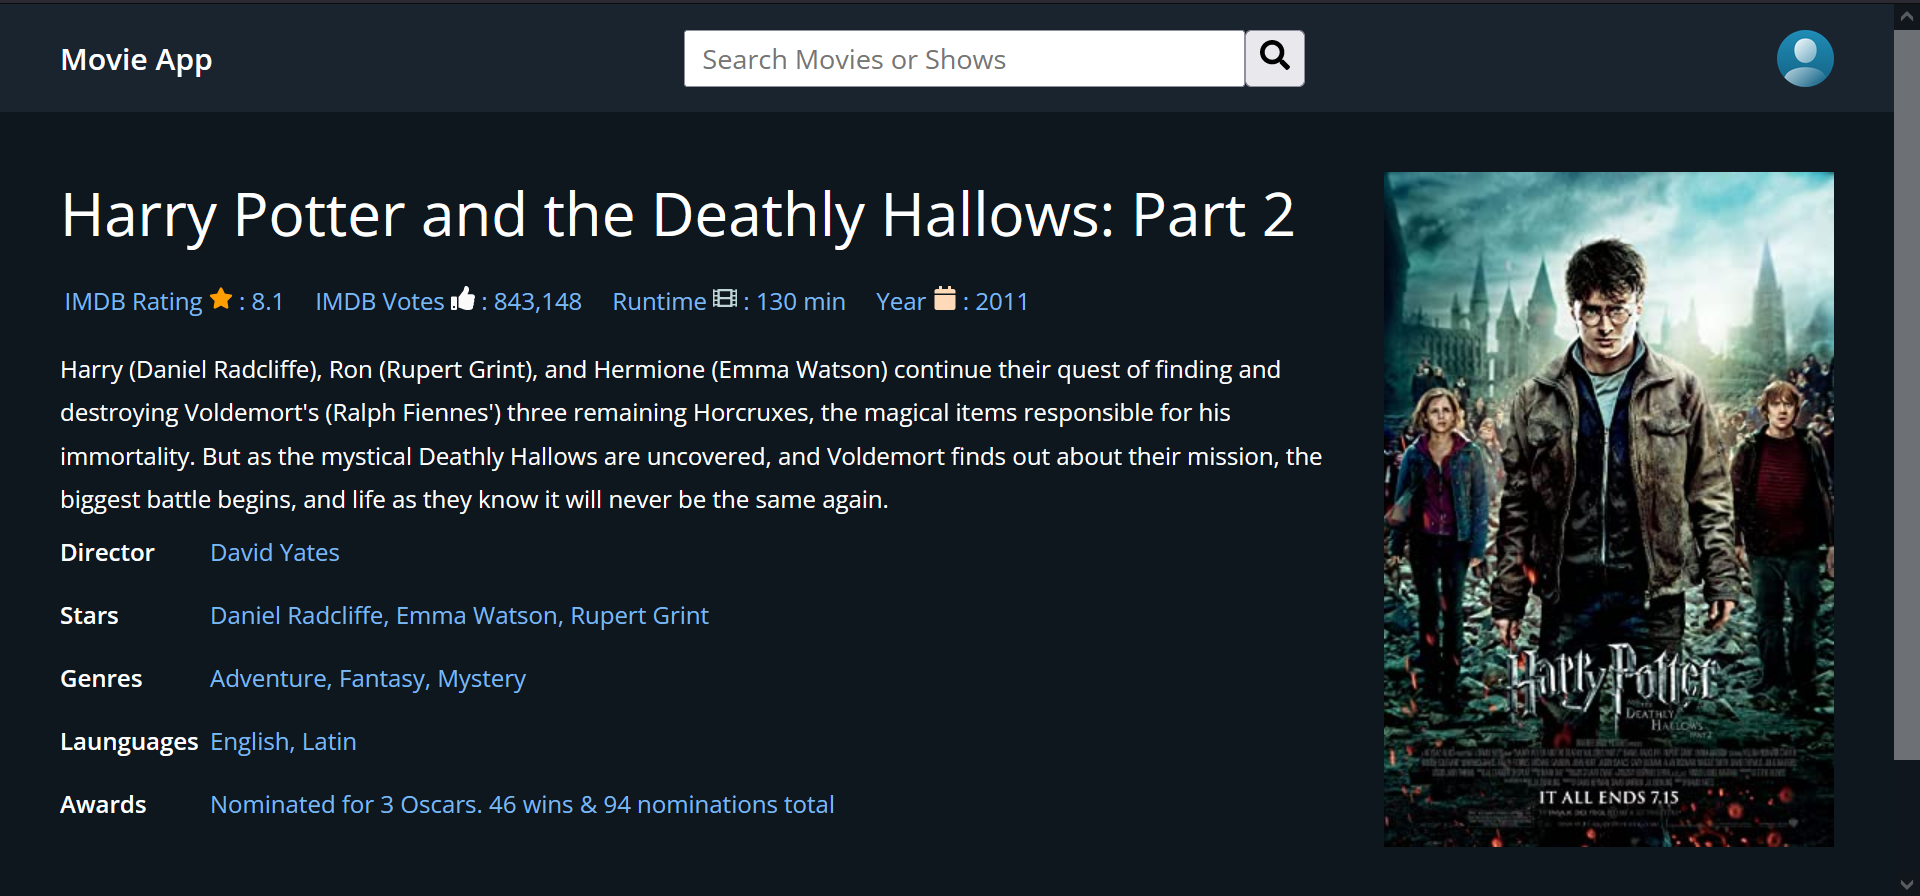 Movie App
Search Movies or Shows
Harry Potter and the Deathly Hallows: Part 2
IMDB Rating : 8.1 IMDB Votes : 843,148 Runtime : 130 min Year : 2011
Harry (Daniel Radcliffe), Ron (Rupert Grint), and Hermione (Emma Watson) continue their quest of finding and
destroying Voldemort's (Ralph Fiennes') three remaining Horcruxes, the magical items responsible for his
immortality. But as the mystical Deathly Hallows are uncovered, and Voldemort finds out about their mission, the
biggest battle begins, and life as they know it will never be the same again.
Director David Yates
Stars Daniel Radcliffe, Emma Watson, Rupert Grint
Genres Adventure, Fantasy, Mystery
Launguages English, Latin
Awards Nominated for 3 Oscars. 46 wins & 94 nominations total
Harry Potter
AND THE
DEATHLY
HALLOWS
PART 2
IT ALL ENDS 7.15